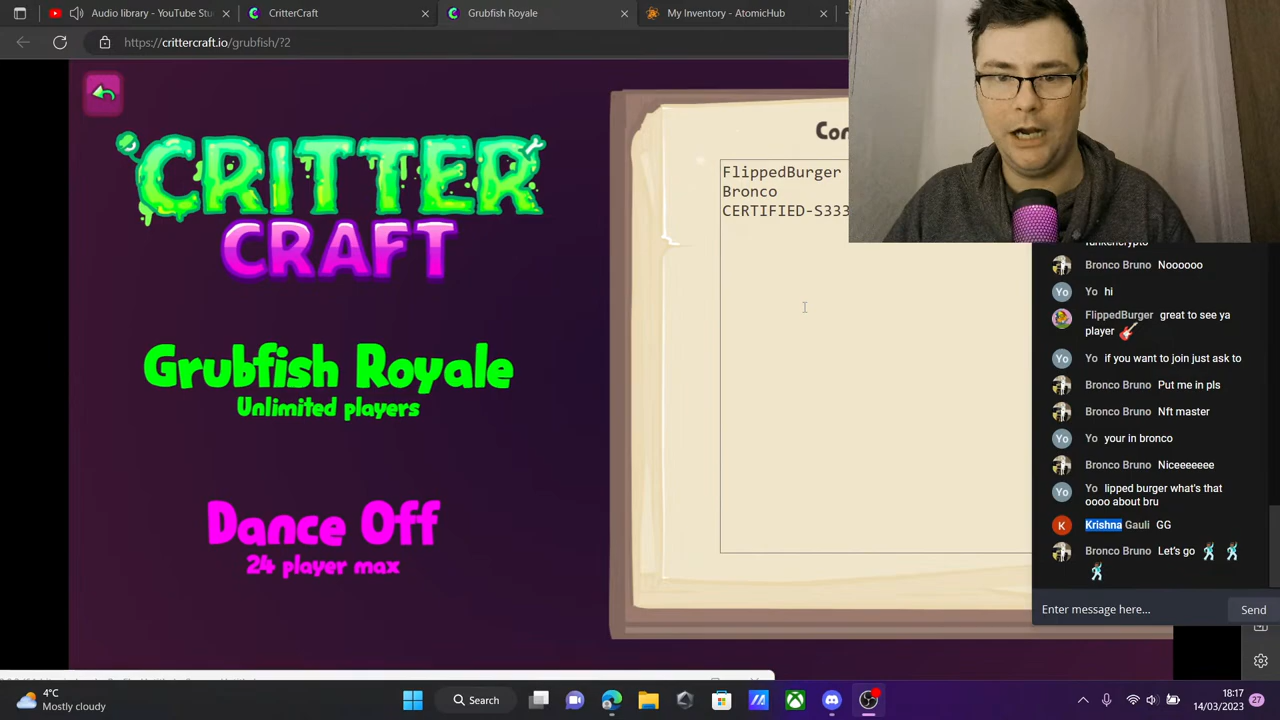 Audio library - YouTube Stu
CritterCraft
Grubfish Royale
My Inventory - AtomicHub
https://crittercraft.io/grubfish/?2
CRITTER
CRAFT
Grubfish Royale
Unlimited players
Dance Off
24 player max
FlippedBurger
Bronco
CERTIFIED-S333
Bronco Bruno Noooooo
Yo Yo hi
FlippedBurger great to see ya
player
Yo Yo if you want to join just ask to
Bronco Bruno Put me in pls
Bronco Bruno Nft master
Yo Yo your in bronco
Bronco Bruno Niceeeeeee
Yo Yo lipped burger what's that
oooo about bru
K Krishna Gauli GG
Bronco Bruno Let's go
Enter message here...
Send
4°C
Mostly cloudy
Search
18:17
14/03/2023
27